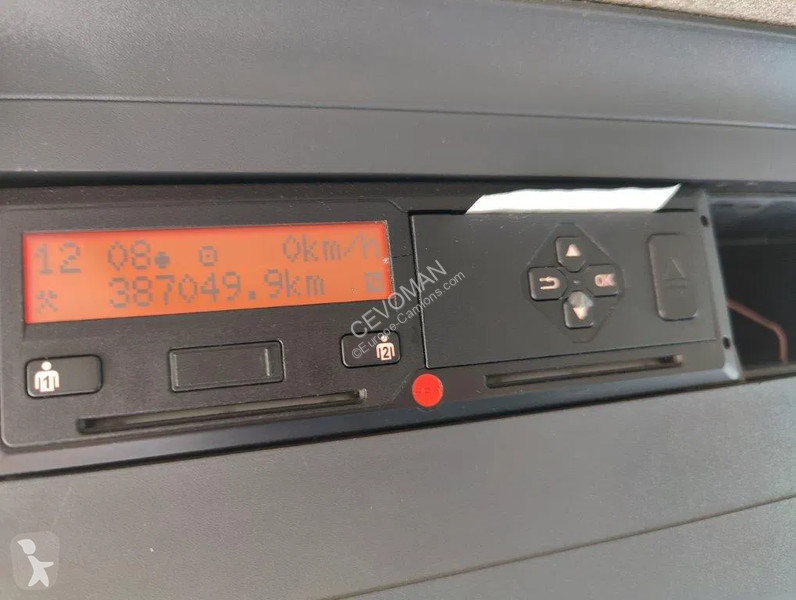 12 08 0km/h
387049.9km
1
2
OK
CEVOMAN
©Europe-Camions.com